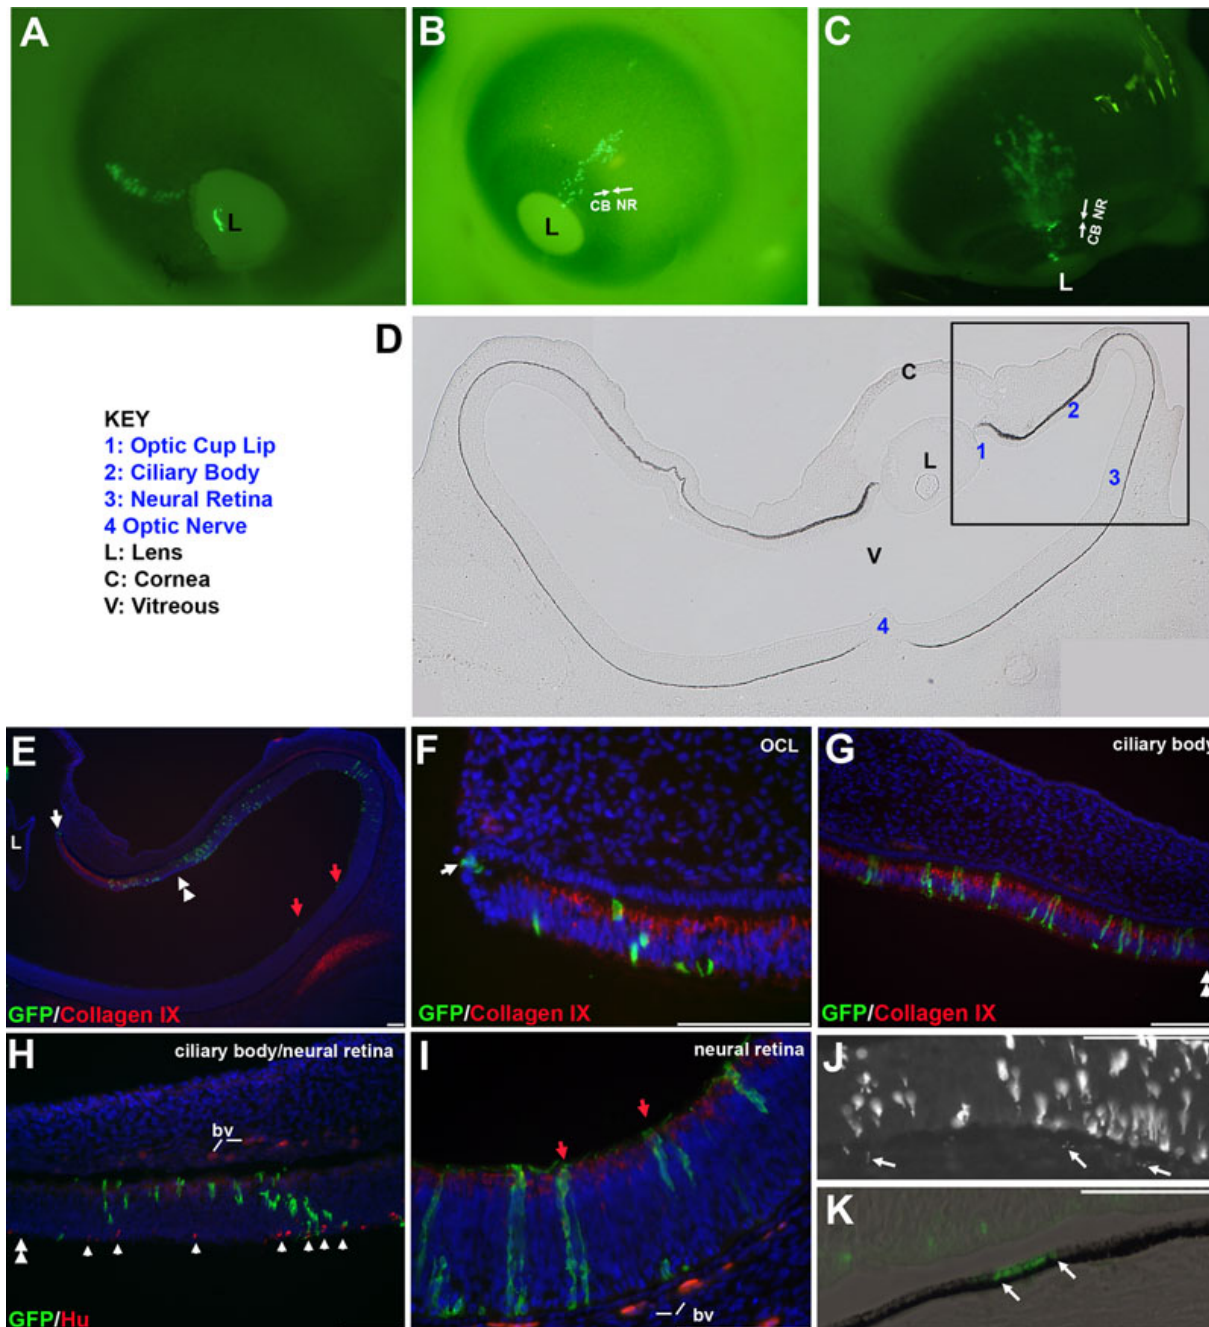 A
L
B
CB NR
L
C
CB NR
L
D
KEY
1: Optic Cup Lip
2: Ciliary Body
3: Neural Retina
4 Optic Nerve
L: Lens
C: Cornea
V: Vitreous
C
2
1
L
3
V
4
E
L
GFP/Collagen IX
F
OCL
GFP/Collagen IX
G
ciliary body
GFP/Collagen IX
H
ciliary body/neural retina
bv
GFP/Hu
I
neural retina
bv
J
K